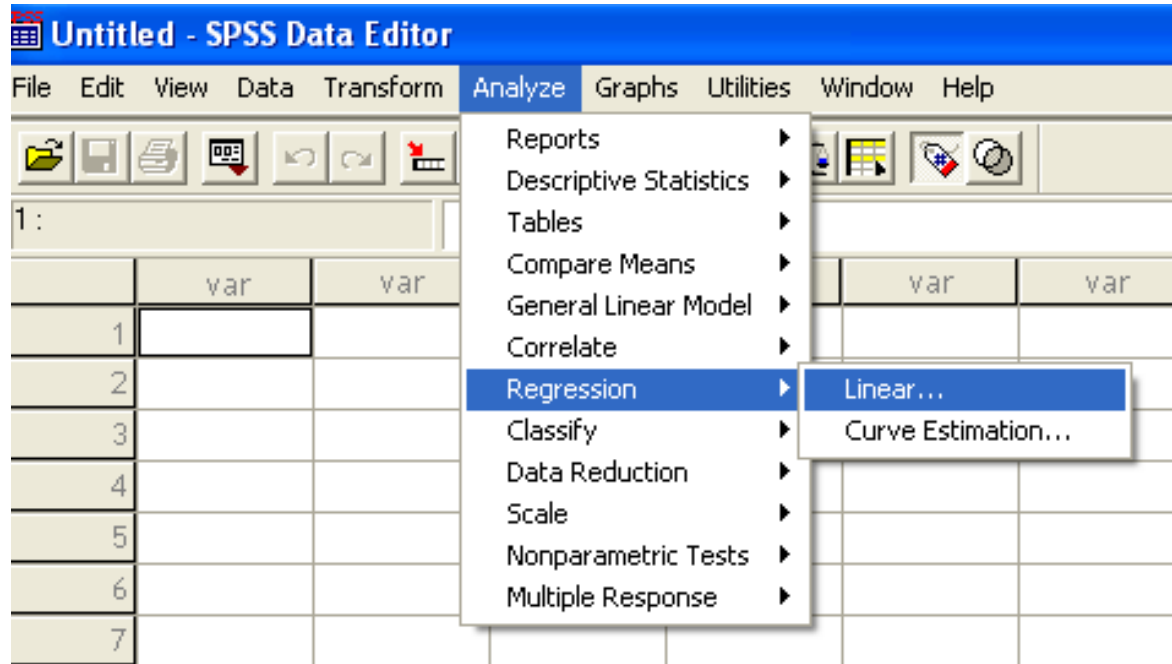 SPSS
Untitled - SPSS Data Editor
File Edit View Data Transform Analyze Graphs Utilities Window Help
1 :
var var var var
Reports
Descriptive Statistics
Tables
Compare Means
General Linear Model
Correlate
Regression
Classify
Data Reduction
Scale
Nonparametric Tests
Multiple Response
Linear...
Curve Estimation...
1
2
3
4
5
6
7